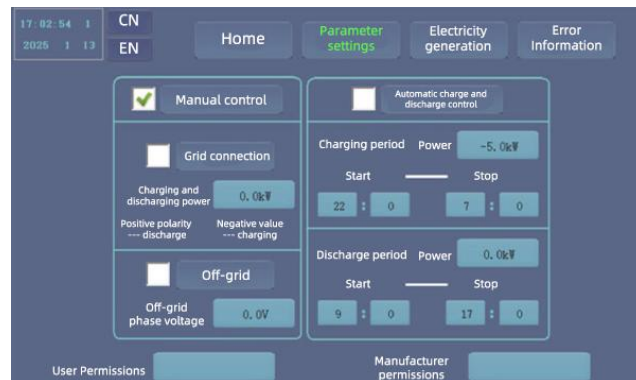 17:02:54 1
2025 1 13
CN
EN
Home
Parameter
settings
Electricity
generation
Error
Information
Manual control
Grid connection
Charging and
discharging power
0.0kW
Positive polarity
--- discharge
Negative value
--- charging
Off-grid
Off-grid
phase voltage
0.0V
Automatic charge and
discharge control
Charging period Power -5.0kW
Start Stop
22 : 0 7 : 0
Discharge period Power 0.0kW
Start Stop
9 : 0 17 : 0
User Permissions
Manufacturer
permissions